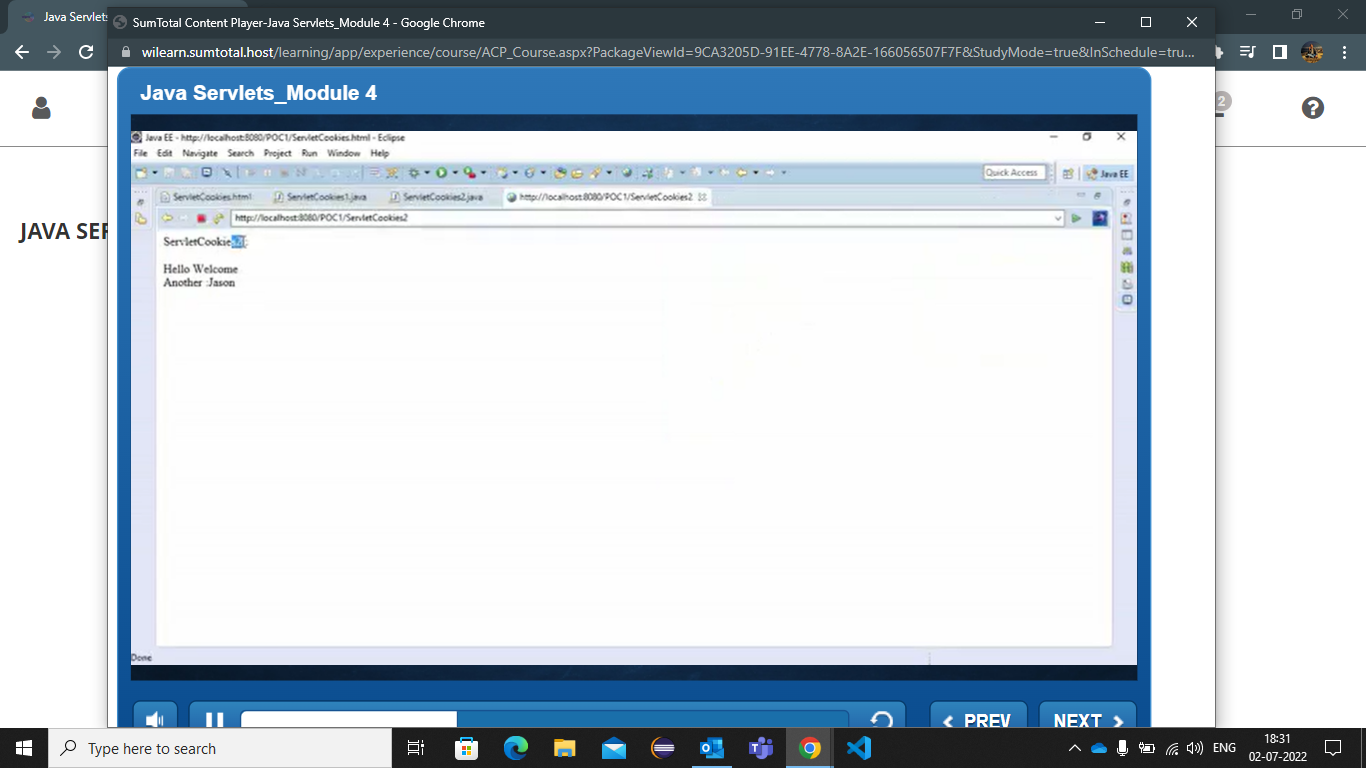 Java Servlets
SumTotal Content Player-Java Servlets_Module 4 - Google Chrome
wilearn.sumtotal.host/learning/app/experience/course/ACP_Course.aspx?PackageViewId=9CA3205D-91EE-4778-8A2E-166056507F7F&StudyMode=true&InSchedule=tru...
2
JAVA SER
Java Servlets_Module 4
Java EE - http://localhost:8080/POC1/ServletCookies.html - Eclipse
File Edit Navigate Search Project Run Window Help
Quick Access
Java EE
ServletCookies.html ServletCookies1.java ServletCookies2.java http://localhost:8080/POC1/ServletCookies2
http://localhost:8080/POC1/ServletCookies2
Hello Welcome
Another :Jason
Done
PREV NEXT
Type here to search
ENG
18:31
02-07-2022